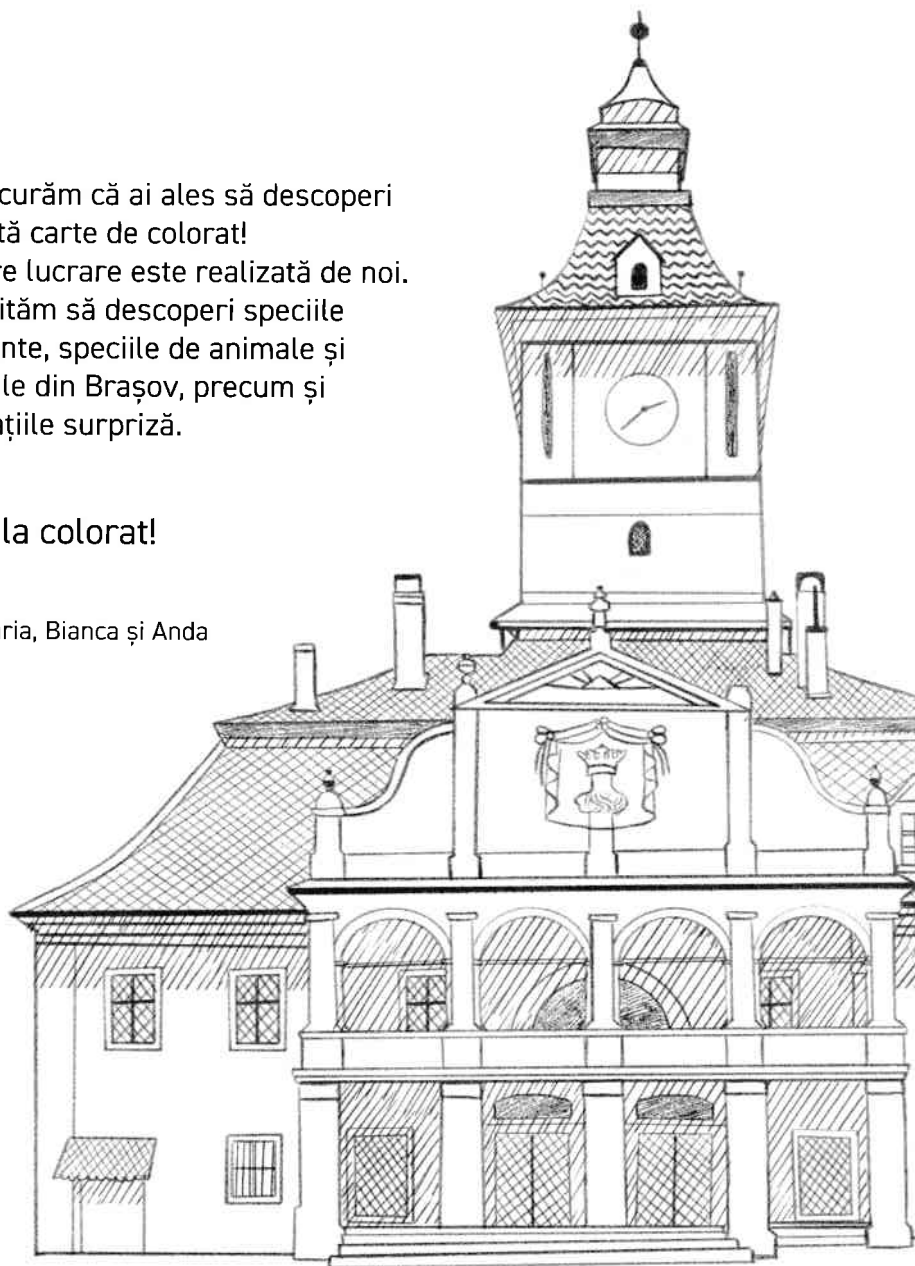 curăm că ai ales să descoperi
tă carte de colorat!
re lucrare este realizată de noi.
ităm să descoperi speciile
nte, speciile de animale și
le din Brașov, precum și
țiile surpriză.
la colorat!
ria, Bianca și Anda